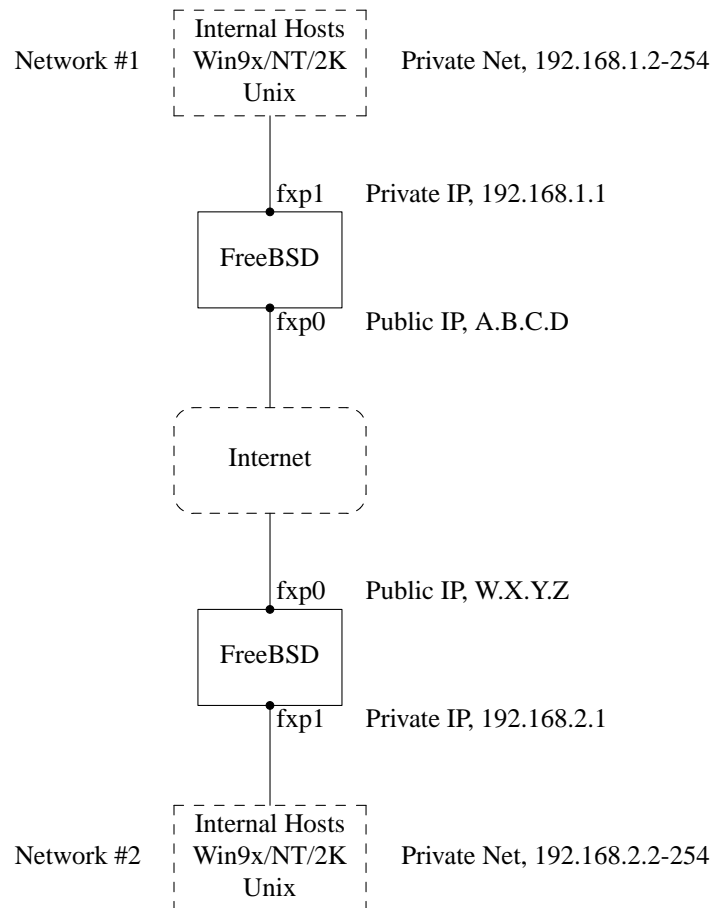 Internal Hosts
Network #1 Win9x/NT/2K Private Net, 192.168.1.2-254
Unix
fxp1 Private IP, 192.168.1.1
FreeBSD
fxp0 Public IP, A.B.C.D
Internet
fxp0 Public IP, W.X.Y.Z
FreeBSD
fxp1 Private IP, 192.168.2.1
Internal Hosts
Network #2 Win9x/NT/2K Private Net, 192.168.2.2-254
Unix